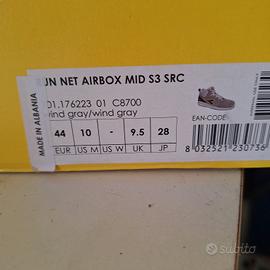 UN NET AIRBOX MID S3 SRC
01.176223 01 C8700
wind gray/wind gray
EAN-CODE
MADE IN ALBANIA
44 10 - 9.5 28
EUR US M US W UK JP
8 032521 230736
subito